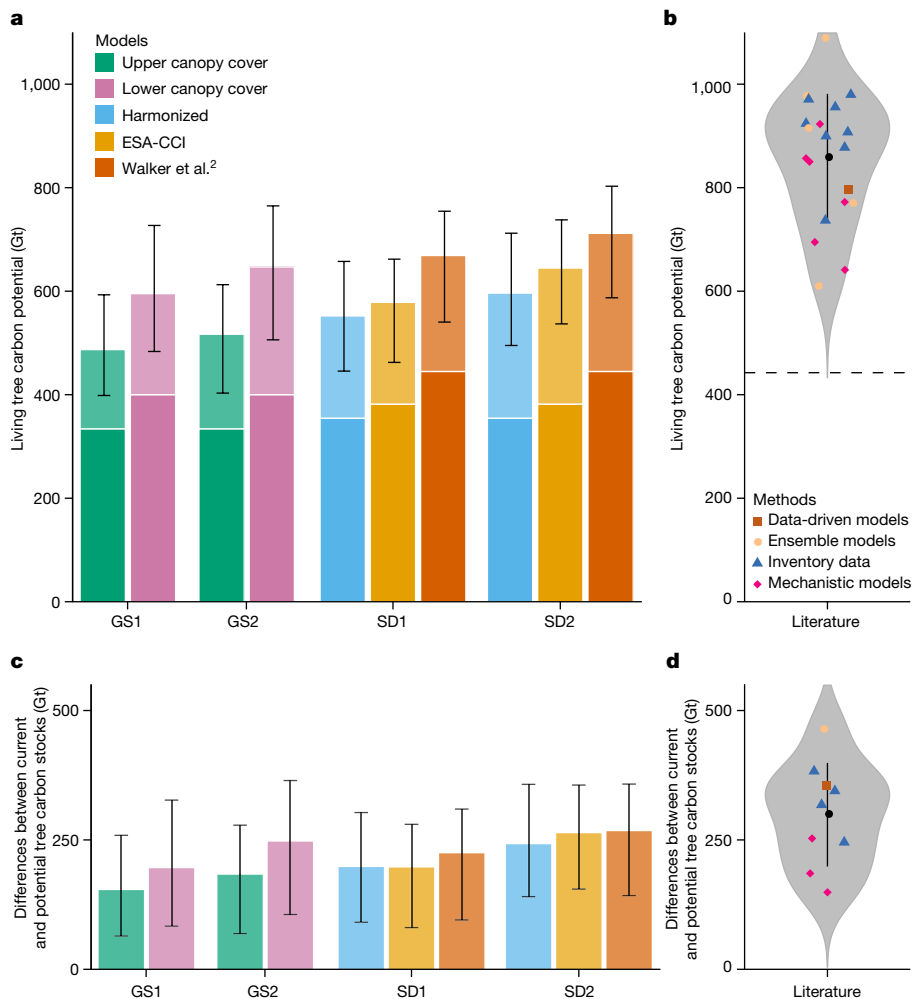 a
Models
Upper canopy cover
Lower canopy cover
Harmonized
ESA-CCI
Walker et al.²
Living tree carbon potential (Gt)
1,000
800
600
400
200
0
GS1
GS2
SD1
SD2
b
Living tree carbon potential (Gt)
1,000
800
600
400
200
0
Methods
Data-driven models
Ensemble models
Inventory data
Mechanistic models
Literature
c
Differences between current
and potential tree carbon stocks (Gt)
500
250
0
GS1
GS2
SD1
SD2
d
Differences between current
and potential tree carbon stocks (Gt)
500
250
0
Literature